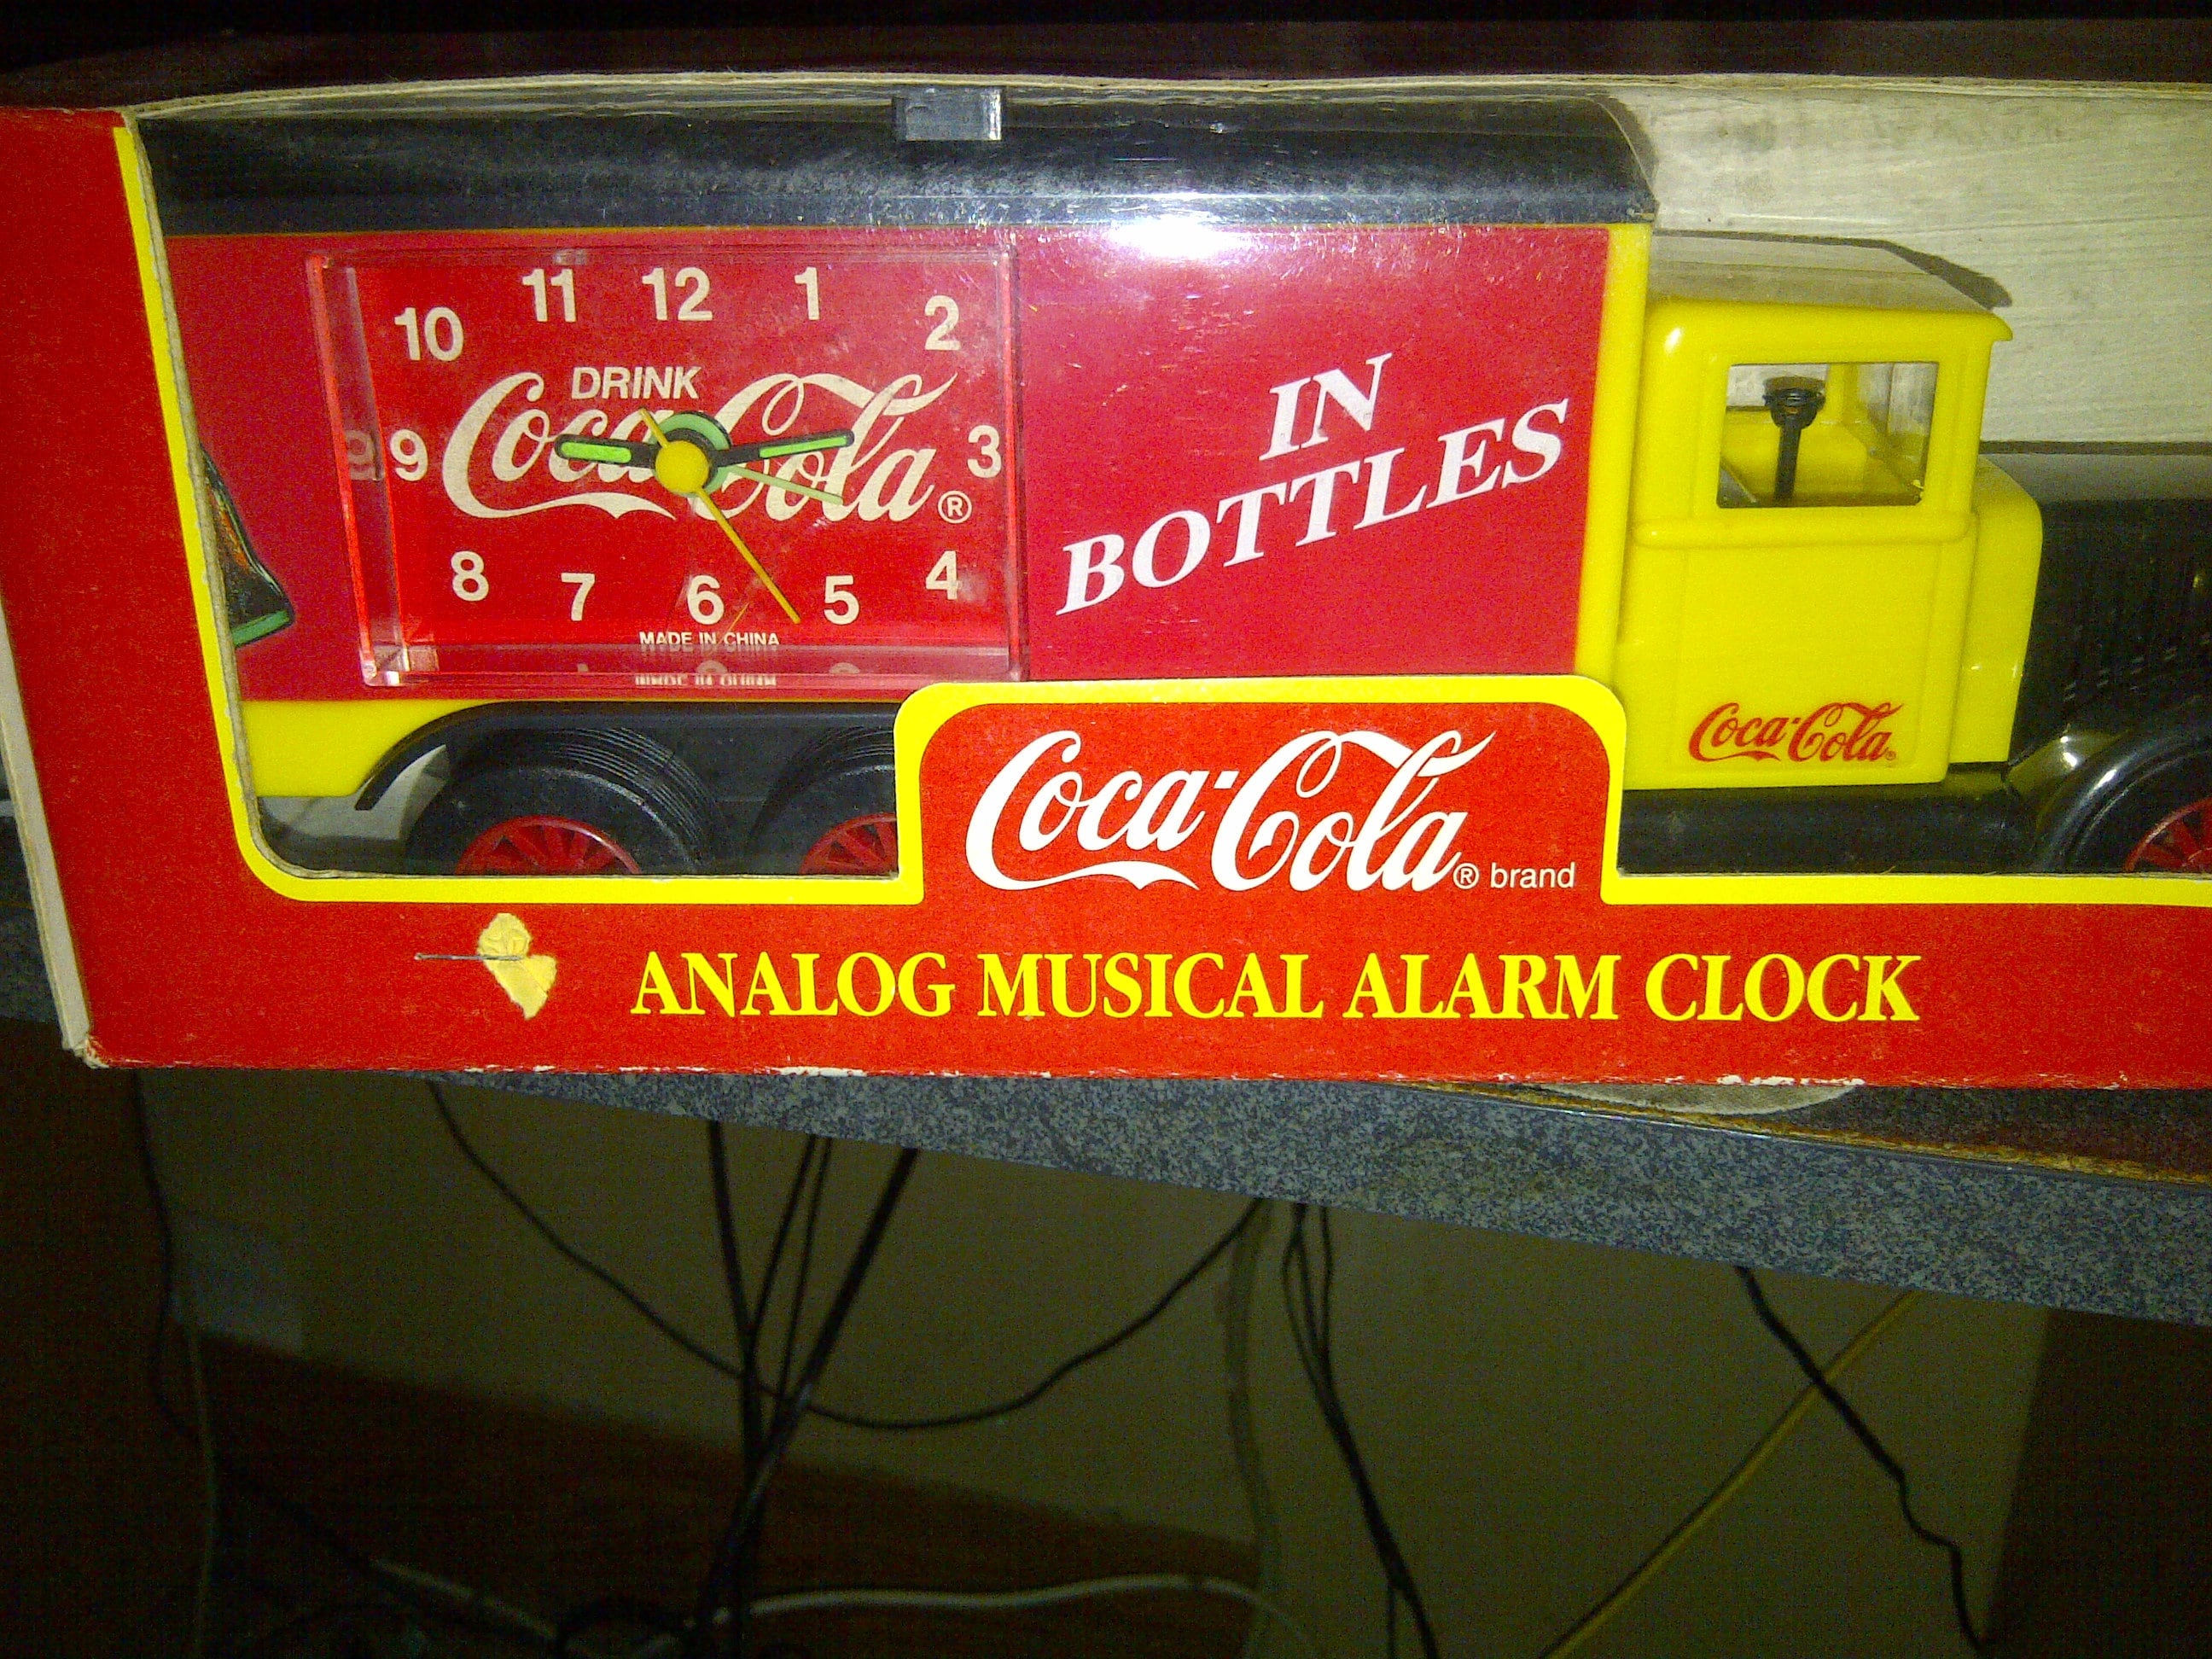 11 12 1
10 2
DRINK
Coca-Cola®
9 3
8 4
7 6 5
MADE IN CHINA
IN
BOTTLES
Coca-Cola®
Coca-Cola® brand
ANALOG MUSICAL ALARM CLOCK